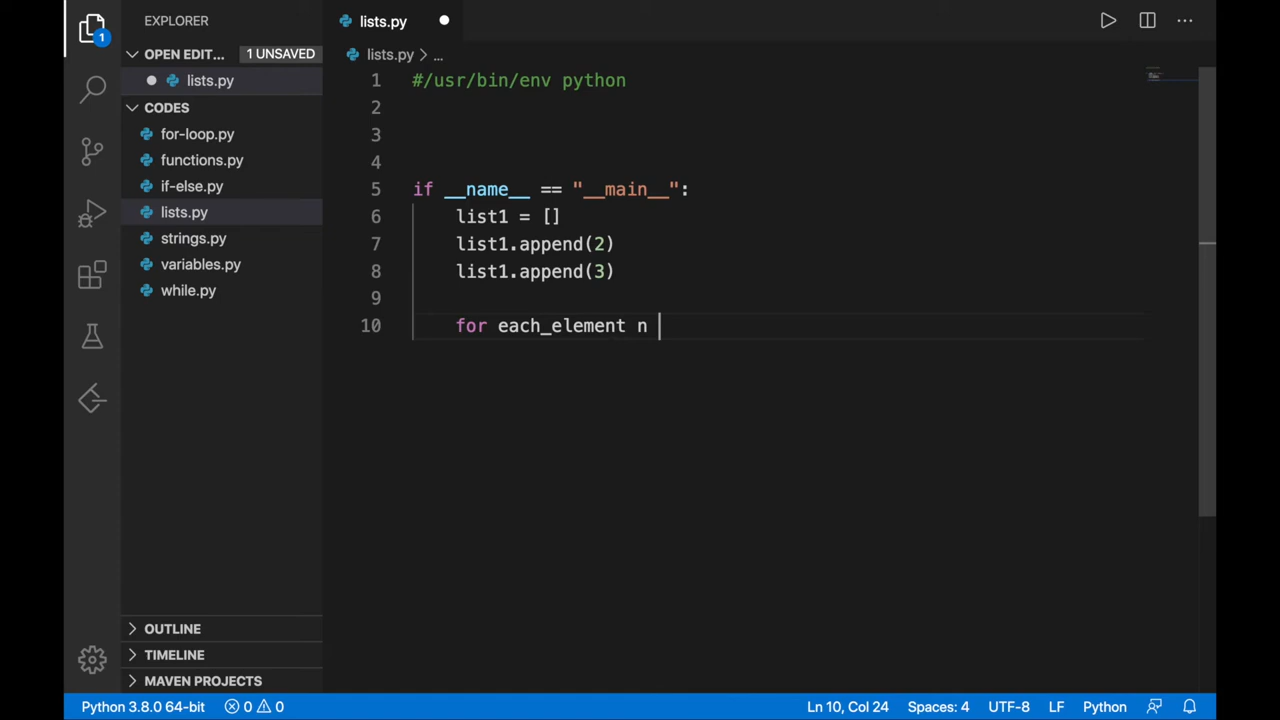 EXPLORER
lists.py
OPEN EDIT... 1 UNSAVED
lists.py > ...
lists.py
CODES
for-loop.py
functions.py
if-else.py
lists.py
strings.py
variables.py
while.py
1
1 #/usr/bin/env python
2
3
4
5 if __name__ == "__main__":
6 list1 = []
7 list1.append(2)
8 list1.append(3)
9
10 for each_element n
OUTLINE
TIMELINE
MAVEN PROJECTS
Python 3.8.0 64-bit 0 0 Ln 10, Col 24 Spaces: 4 UTF-8 LF Python